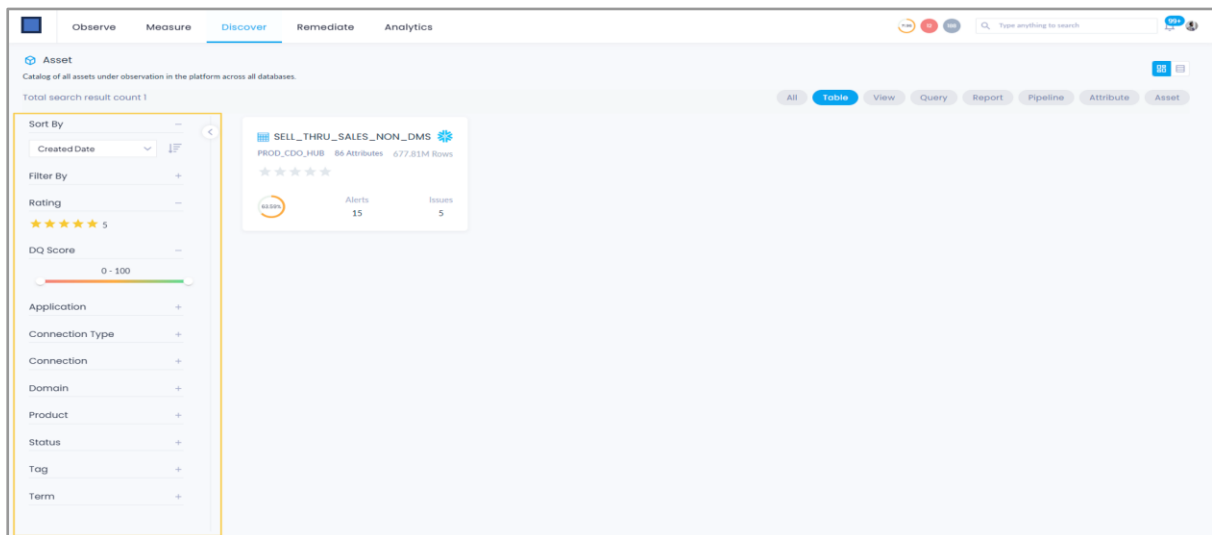 Observe Measure Discover Remediate Analytics
Type anything to search
99+
Asset
Catalog of all assets under observation in the platform across all databases.
Total search result count 1
All Table View Query Report Pipeline Attribute Asset
Sort By
Created Date
Filter By
Rating
5
DQ Score
0 - 100
Application
Connection Type
Connection
Domain
Product
Status
Tag
Term
SELL_THRU_SALES_NON_DMS
PROD_CDO_HUB 86 Attributes 677.81M Rows
Alerts Issues
15 5